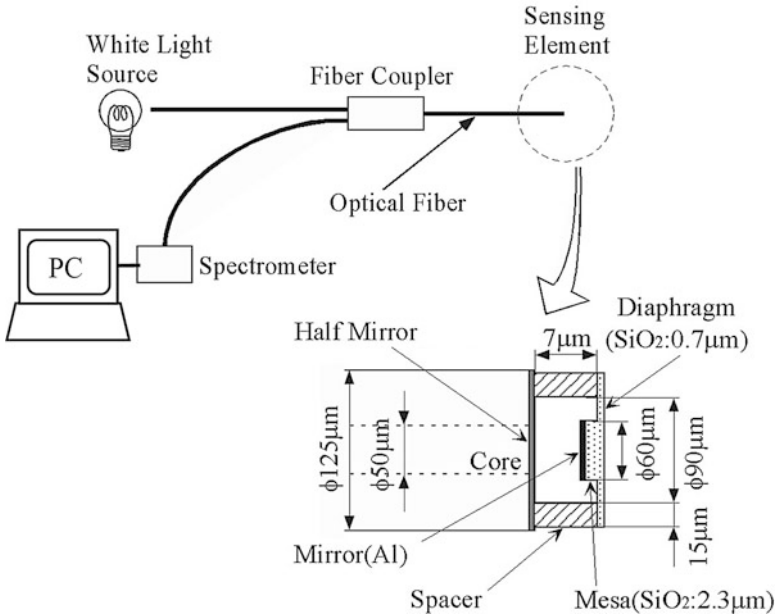 White Light
Source
Fiber Coupler
Sensing
Element
Optical Fiber
PC
Spectrometer
Half Mirror
7μm
Diaphragm
(SiO₂:0.7μm)
ϕ125μm
ϕ50μm
Core
ϕ60μm
ϕ90μm
15μm
Mirror(Al)
Spacer
Mesa(SiO₂:2.3μm)